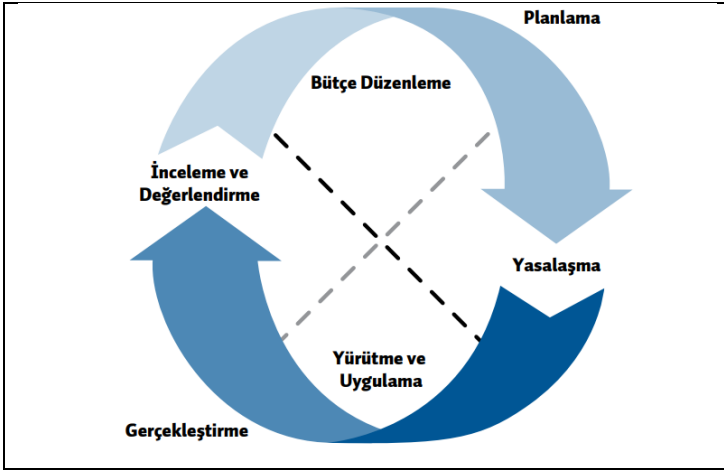 Planlama
Bütçe Düzenleme
İnceleme ve
Değerlendirme
Yasalaşma
Yürütme ve
Uygulama
Gerçekleştirme